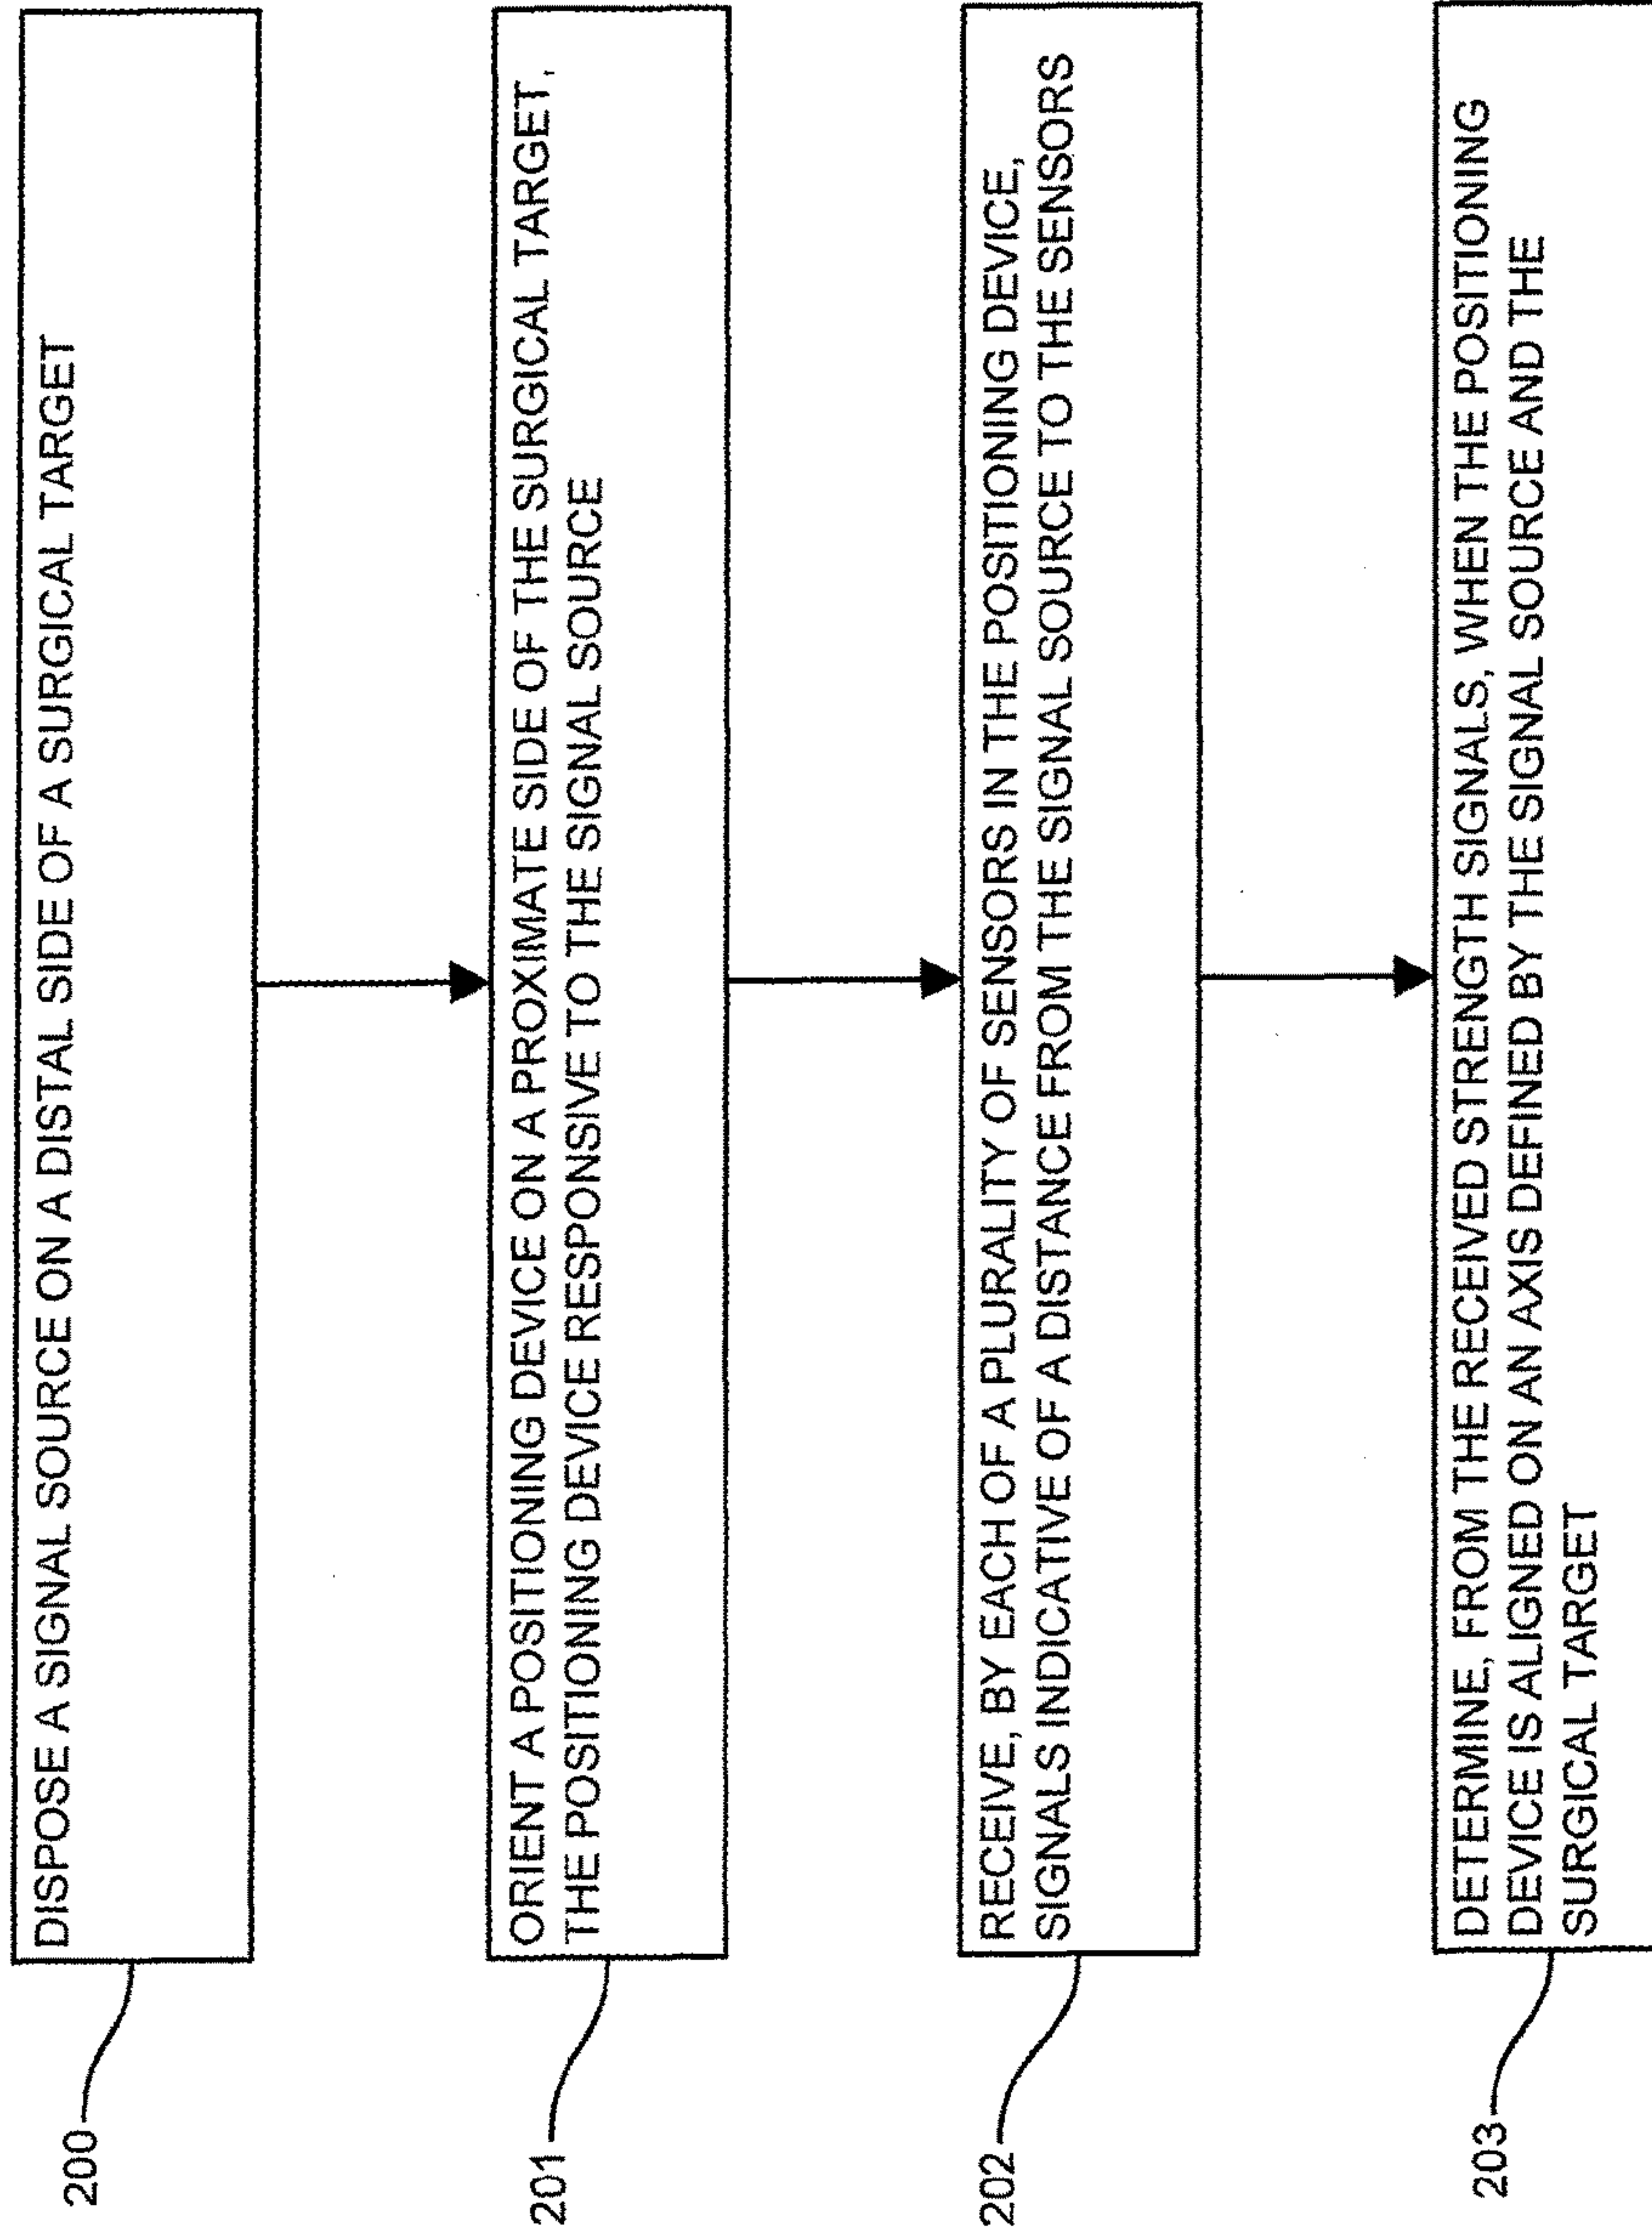 200
DISPOSE A SIGNAL SOURCE ON A DISTAL SIDE OF A SURGICAL TARGET
201
ORIENT A POSITIONING DEVICE ON A PROXIMATE SIDE OF THE SURGICAL TARGET,
THE POSITIONING DEVICE RESPONSIVE TO THE SIGNAL SOURCE
202
RECEIVE, BY EACH OF A PLURALITY OF SENSORS IN THE POSITIONING DEVICE,
SIGNALS INDICATIVE OF A DISTANCE FROM THE SIGNAL SOURCE TO THE SENSORS
203
DETERMINE, FROM THE RECEIVED STRENGTH SIGNALS, WHEN THE POSITIONING
DEVICE IS ALIGNED ON AN AXIS DEFINED BY THE SIGNAL SOURCE AND THE
SURGICAL TARGET